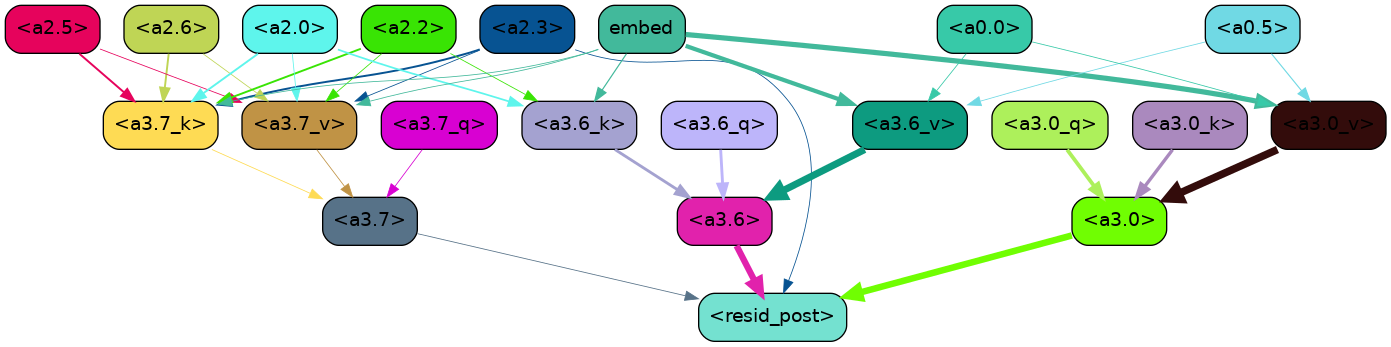 <a2.5> <a2.6> <a2.0> <a2.2> <a2.3> embed <a0.0> <a0.5>
<a3.7_k> <a3.7_v> <a3.7_q> <a3.6_k> <a3.6_q> <a3.6_v> <a3.0_q> <a3.0_k> <a3.0_v>
<a3.7> <a3.6> <a3.0>
<resid_post>